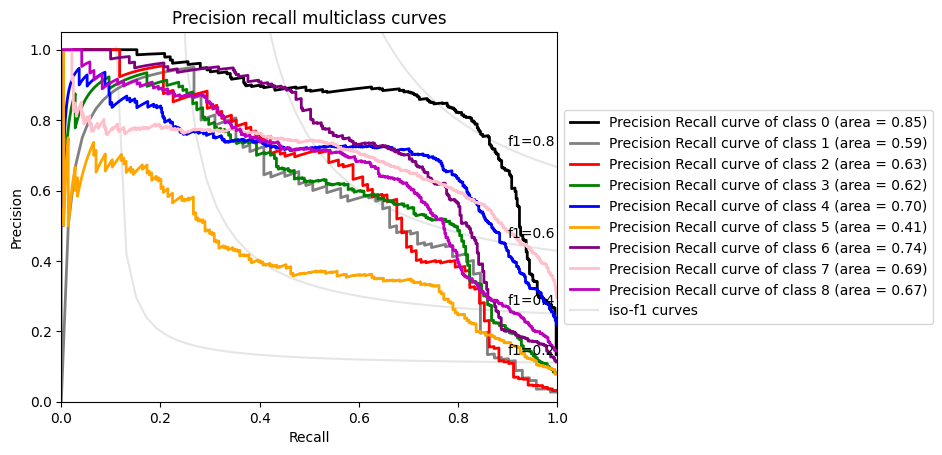 Precision recall multiclass curves
1.0
0.8
0.6
0.4
0.2
0.0
Precision
0.0 0.2 0.4 0.6 0.8 1.0
Recall
f1=0.8
f1=0.6
f1=0.4
f1=0.2
Precision Recall curve of class 0 (area = 0.85)
Precision Recall curve of class 1 (area = 0.59)
Precision Recall curve of class 2 (area = 0.63)
Precision Recall curve of class 3 (area = 0.62)
Precision Recall curve of class 4 (area = 0.70)
Precision Recall curve of class 5 (area = 0.41)
Precision Recall curve of class 6 (area = 0.74)
Precision Recall curve of class 7 (area = 0.69)
Precision Recall curve of class 8 (area = 0.67)
iso-f1 curves